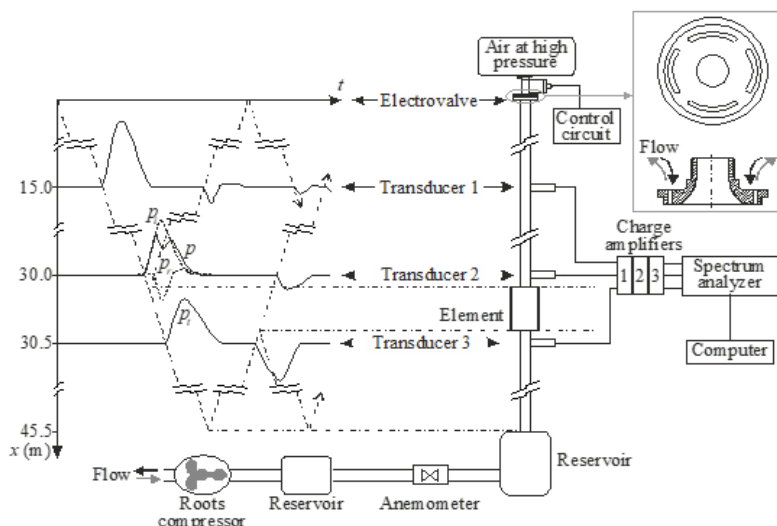 Air at high
pressure
t
Electrovalve
Control
circuit
Flow
15.0
Transducer 1
Charge
amplifiers
p
p
p
30.0
Transducer 2
1 2 3
Spectrum
analyzer
Element
p
t
30.5
Transducer 3
Computer
45.5
x (m)
Flow
Reservoir
Roots
compressor
Reservoir
Anemometer